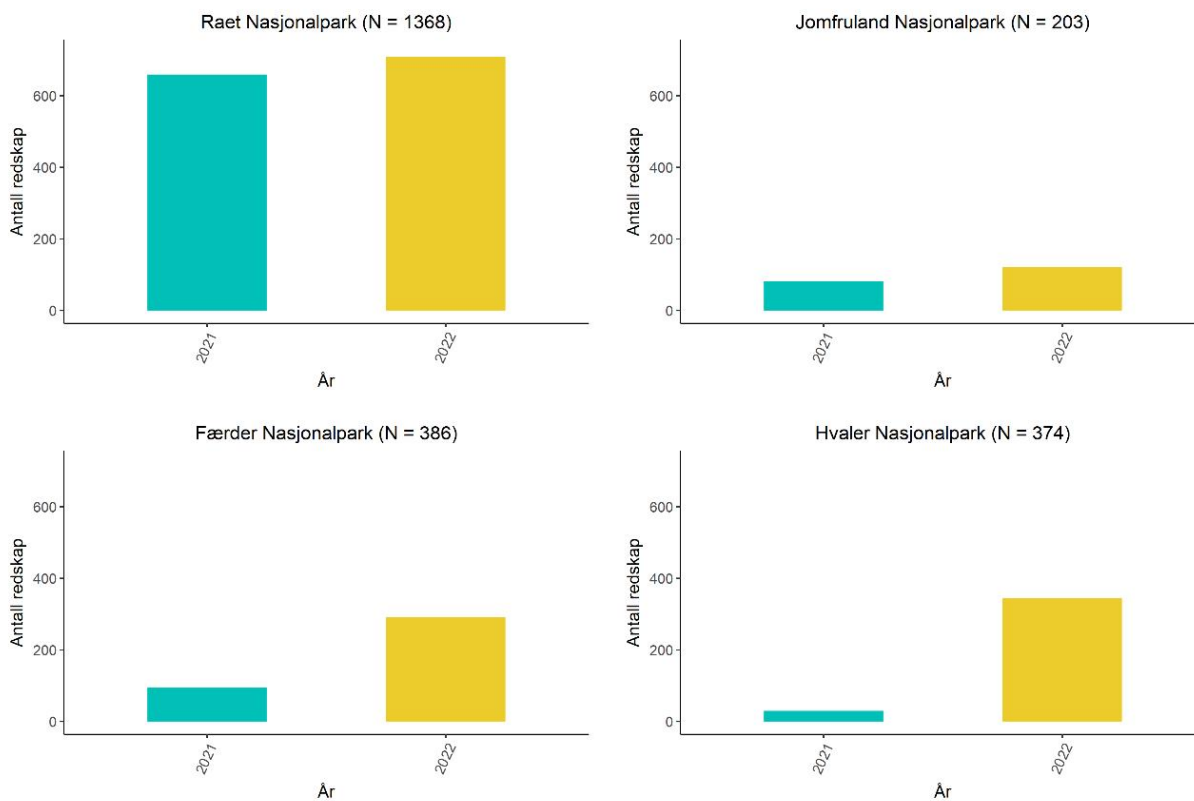 Raet Nasjonalpark (N = 1368)
Antall redskap
600
400
200
0
2021
2022
År
Jomfruland Nasjonalpark (N = 203)
Antall redskap
600
400
200
0
2021
2022
År
Færder Nasjonalpark (N = 386)
Antall redskap
600
400
200
0
2021
2022
År
Hvaler Nasjonalpark (N = 374)
Antall redskap
600
400
200
0
2021
2022
År